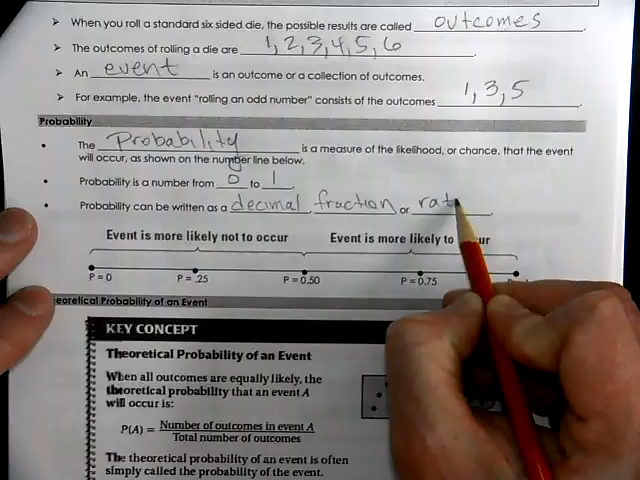 ➢ When you roll a standard six sided die, the possible results are called outcomes.
➢ The outcomes of rolling a die are 1, 2, 3, 4, 5, 6.
➢ An event is an outcome or a collection of outcomes.
➢ For example, the event "rolling an odd number" consists of the outcomes 1, 3, 5.
Probability
• The Probability is a measure of the likelihood, or chance, that the event
will occur, as shown on the number line below.
• Probability is a number from 0 to 1.
• Probability can be written as a decimal, fraction or rat.
Event is more likely not to occur Event is more likely to ur
P = 0 P = .25 P = 0.50 P = 0.75
eoretical Probability of an Event
KEY CONCEPT
Theoretical Probability of an Event
When all outcomes are equally likely, the
theoretical probability that an event A
will occur is:
P(A) = Number of outcomes in event A
Total number of outcomes
The theoretical probability of an event is often
simply called the probability of the event.